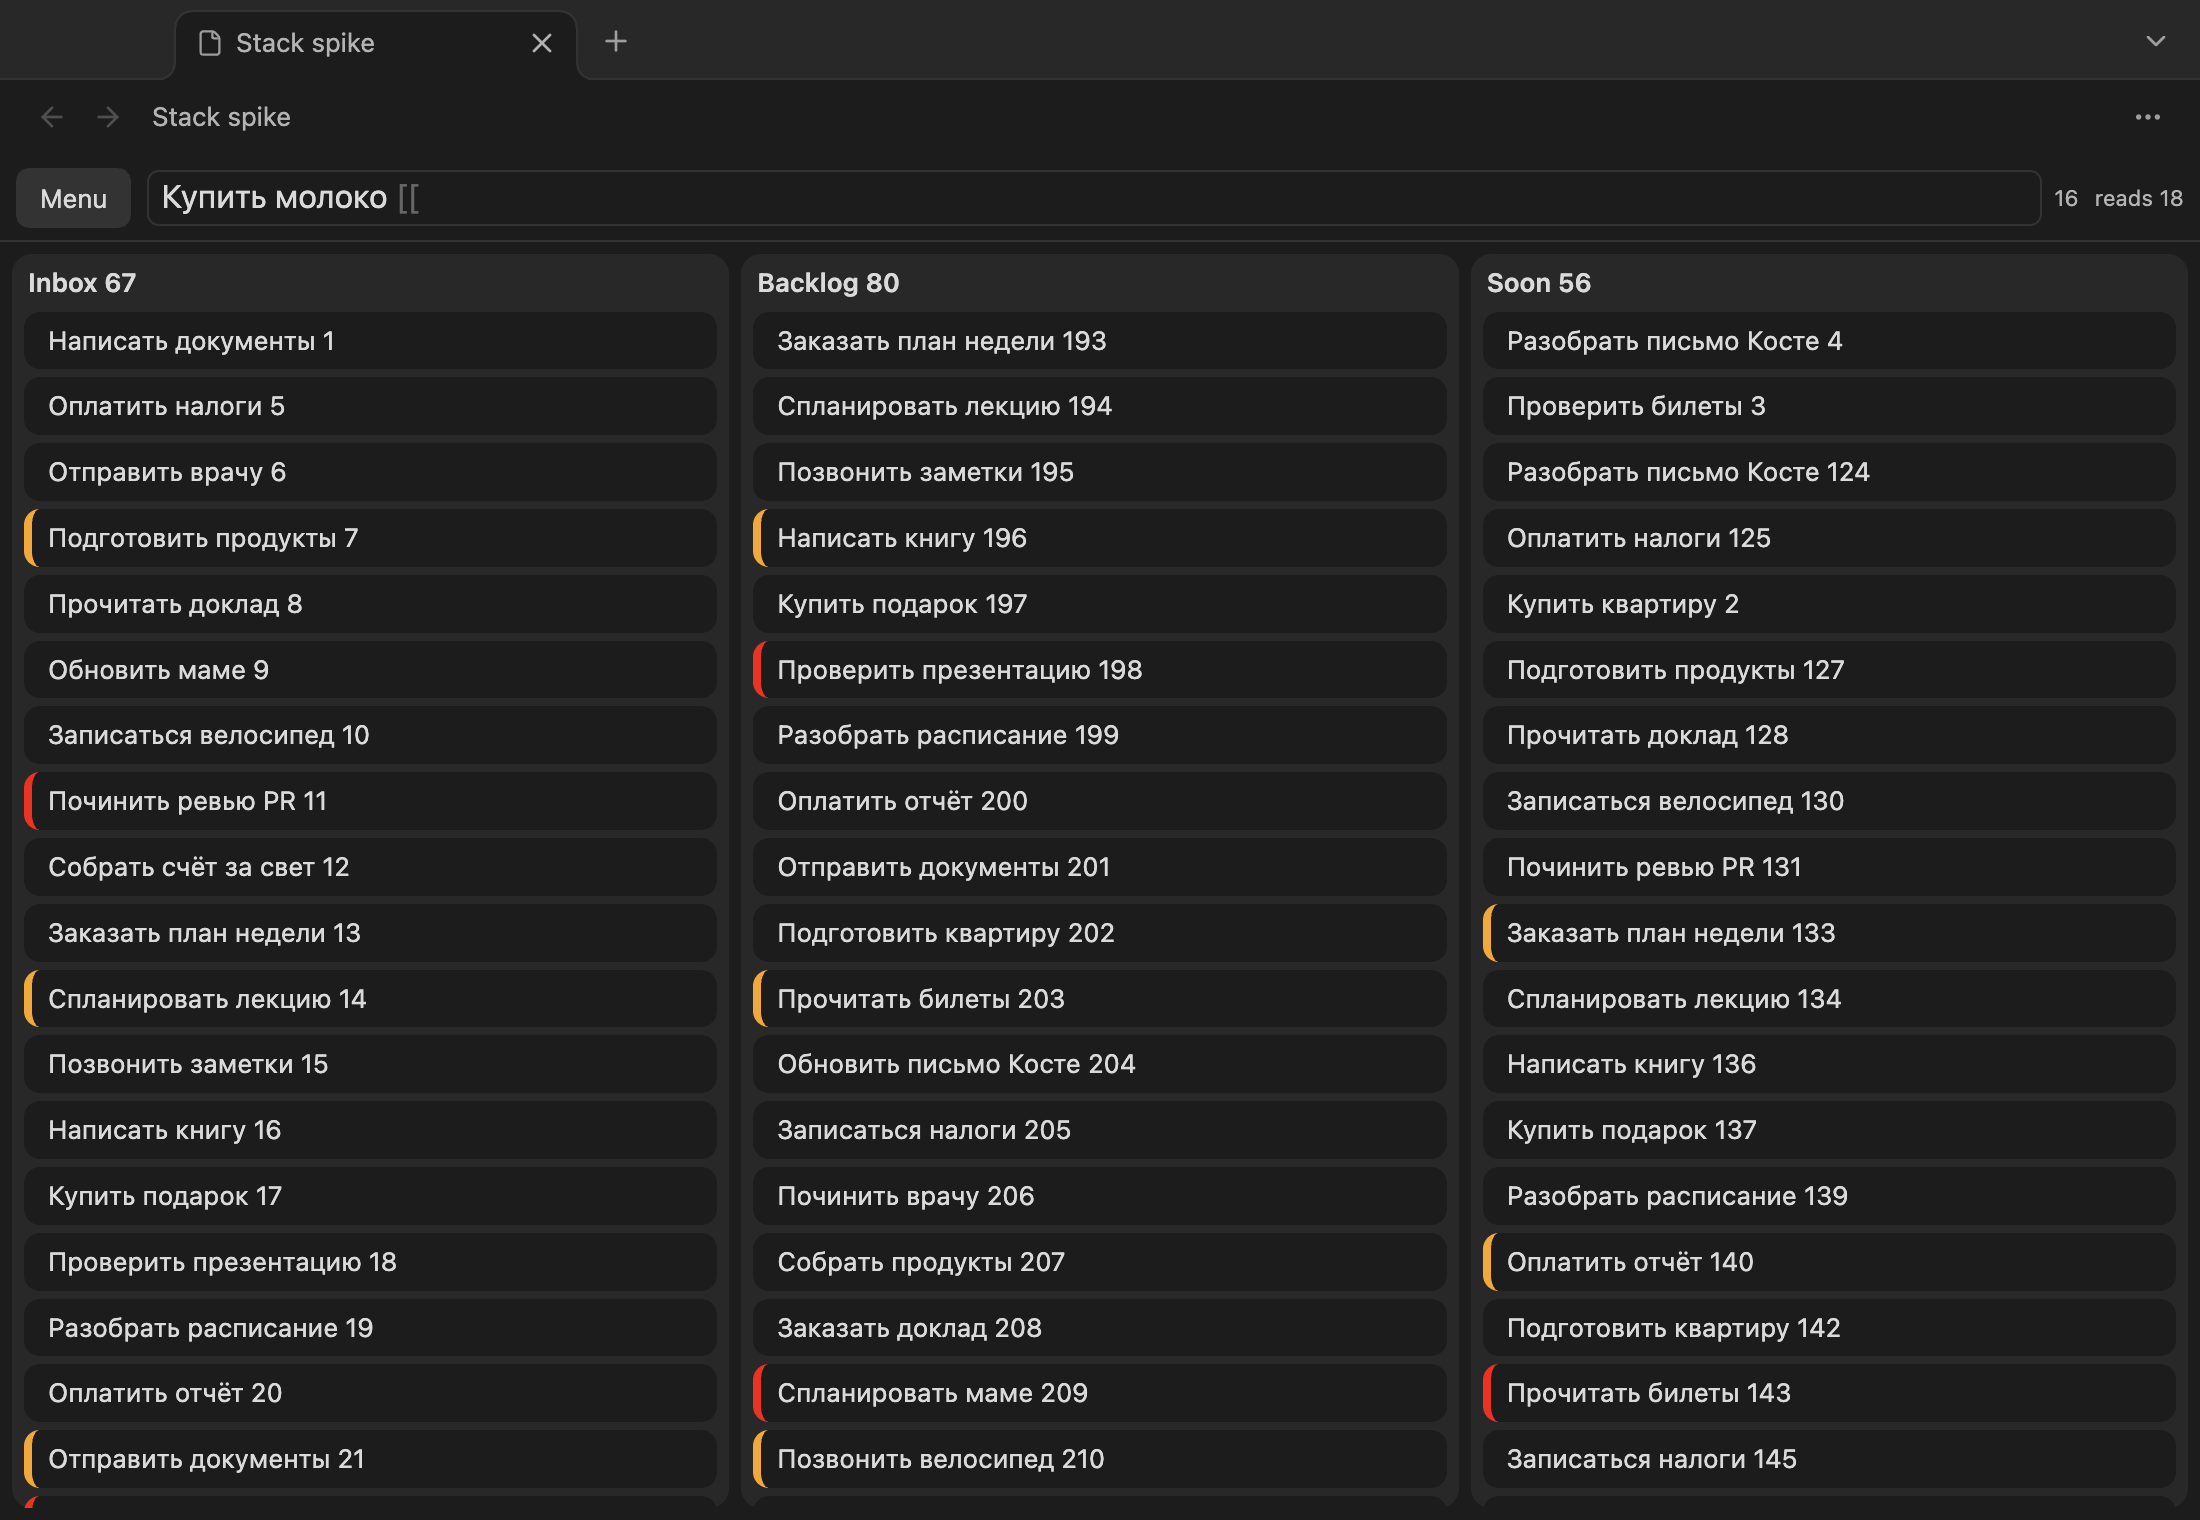 Stack spike
Stack spike
Menu
Купить молоко [[
16 reads 18
Inbox 67
Написать документы 1
Оплатить налоги 5
Отправить врачу 6
Подготовить продукты 7
Прочитать доклад 8
Обновить маме 9
Записаться велосипед 10
Починить ревью PR 11
Собрать счёт за свет 12
Заказать план недели 13
Спланировать лекцию 14
Позвонить заметки 15
Написать книгу 16
Купить подарок 17
Проверить презентацию 18
Разобрать расписание 19
Оплатить отчёт 20
Отправить документы 21
Backlog 80
Заказать план недели 193
Спланировать лекцию 194
Позвонить заметки 195
Написать книгу 196
Купить подарок 197
Проверить презентацию 198
Разобрать расписание 199
Оплатить отчёт 200
Отправить документы 201
Подготовить квартиру 202
Прочитать билеты 203
Обновить письмо Косте 204
Записаться налоги 205
Починить врачу 206
Собрать продукты 207
Заказать доклад 208
Спланировать маме 209
Позвонить велосипед 210
Soon 56
Разобрать письмо Косте 4
Проверить билеты 3
Разобрать письмо Косте 124
Оплатить налоги 125
Купить квартиру 2
Подготовить продукты 127
Прочитать доклад 128
Записаться велосипед 130
Починить ревью PR 131
Заказать план недели 133
Спланировать лекцию 134
Написать книгу 136
Купить подарок 137
Разобрать расписание 139
Оплатить отчёт 140
Подготовить квартиру 142
Прочитать билеты 143
Записаться налоги 145